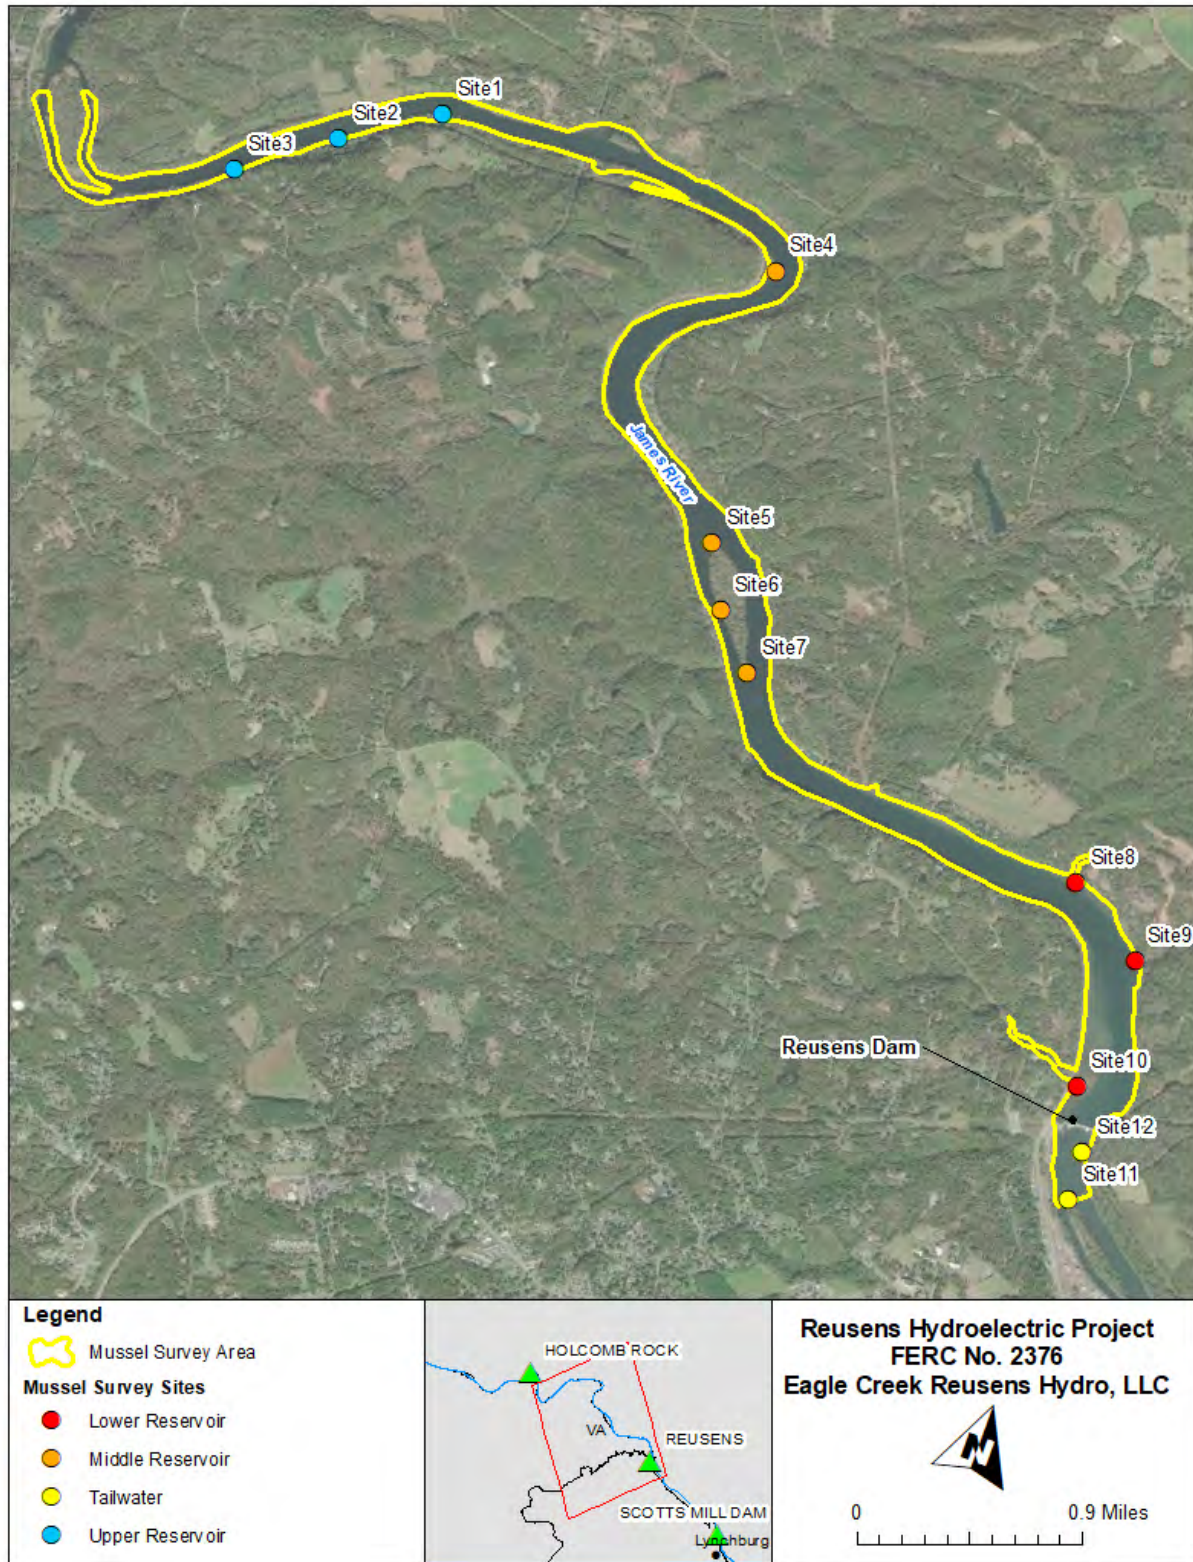 Site1
Site2
Site3
Site4
James River
Site5
Site6
Site7
Site8
Site9
Reusens Dam
Site10
Site12
Site11
Legend
Mussel Survey Area
Mussel Survey Sites
Lower Reservoir
Middle Reservoir
Tailwater
Upper Reservoir
HOLCOMB ROCK
VA
REUSENS
SCOTTS MILL DAM
Lynchburg
Reusens Hydroelectric Project
FERC No. 2376
Eagle Creek Reusens Hydro, LLC
N
0 0.9 Miles